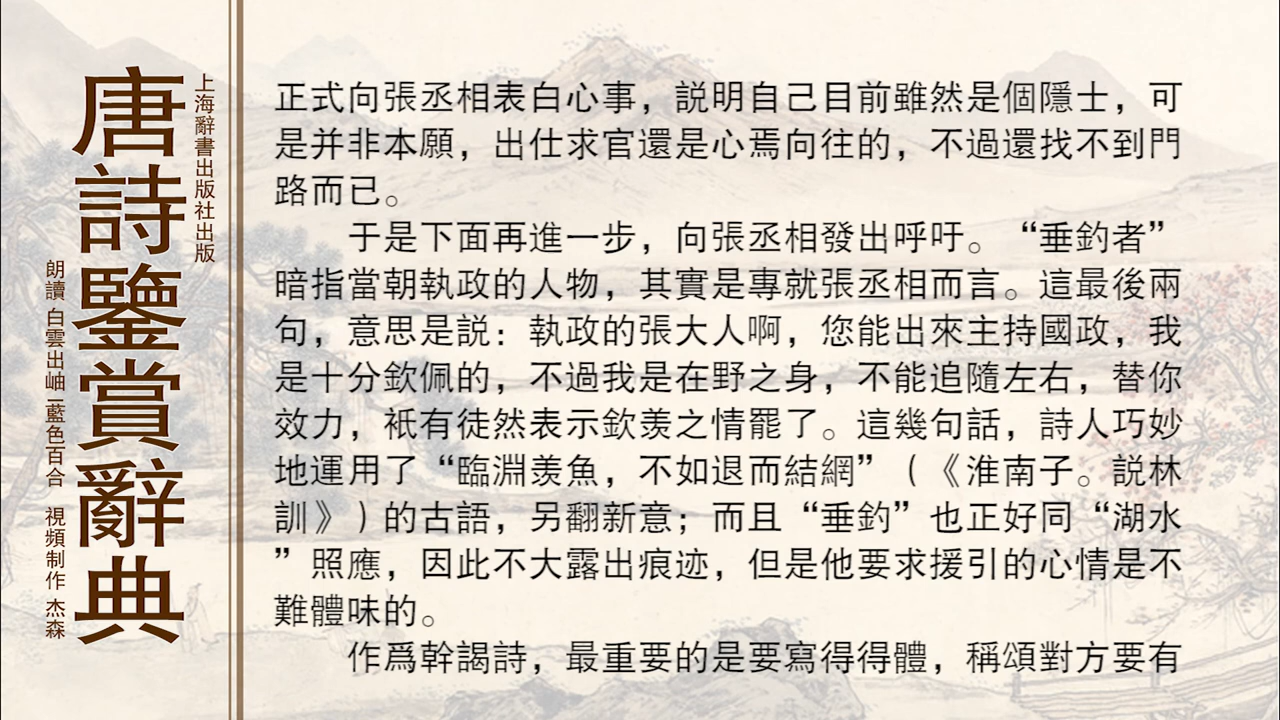 上海辭書出版社出版
唐詩鑒賞辭典
朗讀 白雲出岫 藍色百合 視頻制作 杰森
正式向張丞相表白心事，説明自己目前雖然是個隱士，可
是并非本願，出仕求官還是心焉向往的，不過還找不到門
路而已。
于是下面再進一步，向張丞相發出呼吁。“垂釣者”
暗指當朝執政的人物，其實是專就張丞相而言。這最後兩
句，意思是説：執政的張大人啊，您能出來主持國政，我
是十分欽佩的，不過我是在野之身，不能追隨左右，替你
效力，衹有徒然表示欽羨之情罷了。這幾句話，詩人巧妙
地運用了“臨淵羨魚，不如退而結網”（《淮南子。説林
訓》）的古語，另翻新意；而且“垂釣”也正好同“湖水
”照應，因此不大露出痕迹，但是他要求援引的心情是不
難體味的。
作爲幹謁詩，最重要的是要寫得得體，稱頌對方要有